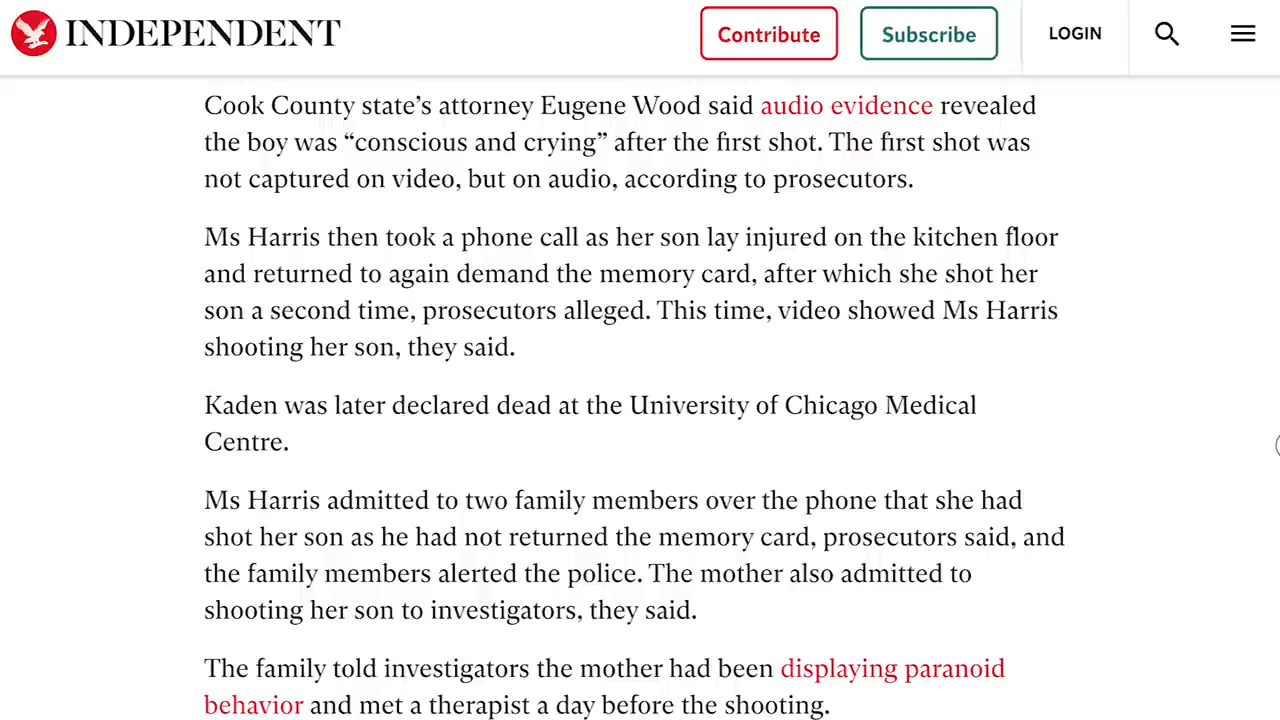 INDEPENDENT
Contribute
Subscribe
LOGIN
Cook County state’s attorney Eugene Wood said audio evidence revealed
the boy was “conscious and crying” after the first shot. The first shot was
not captured on video, but on audio, according to prosecutors.
Ms Harris then took a phone call as her son lay injured on the kitchen floor
and returned to again demand the memory card, after which she shot her
son a second time, prosecutors alleged. This time, video showed Ms Harris
shooting her son, they said.
Kaden was later declared dead at the University of Chicago Medical
Centre.
Ms Harris admitted to two family members over the phone that she had
shot her son as he had not returned the memory card, prosecutors said, and
the family members alerted the police. The mother also admitted to
shooting her son to investigators, they said.
The family told investigators the mother had been displaying paranoid
behavior and met a therapist a day before the shooting.